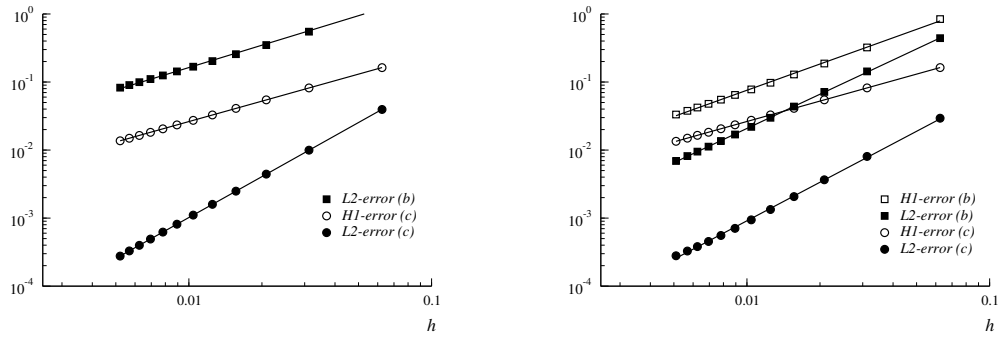 10^0
10^-1
10^-2
10^-3
10^-4
0.01
0.1
h
L2-error (b)
H1-error (c)
L2-error (c)
10^0
10^-1
10^-2
10^-3
10^-4
0.01
0.1
h
H1-error (b)
L2-error (b)
H1-error (c)
L2-error (c)